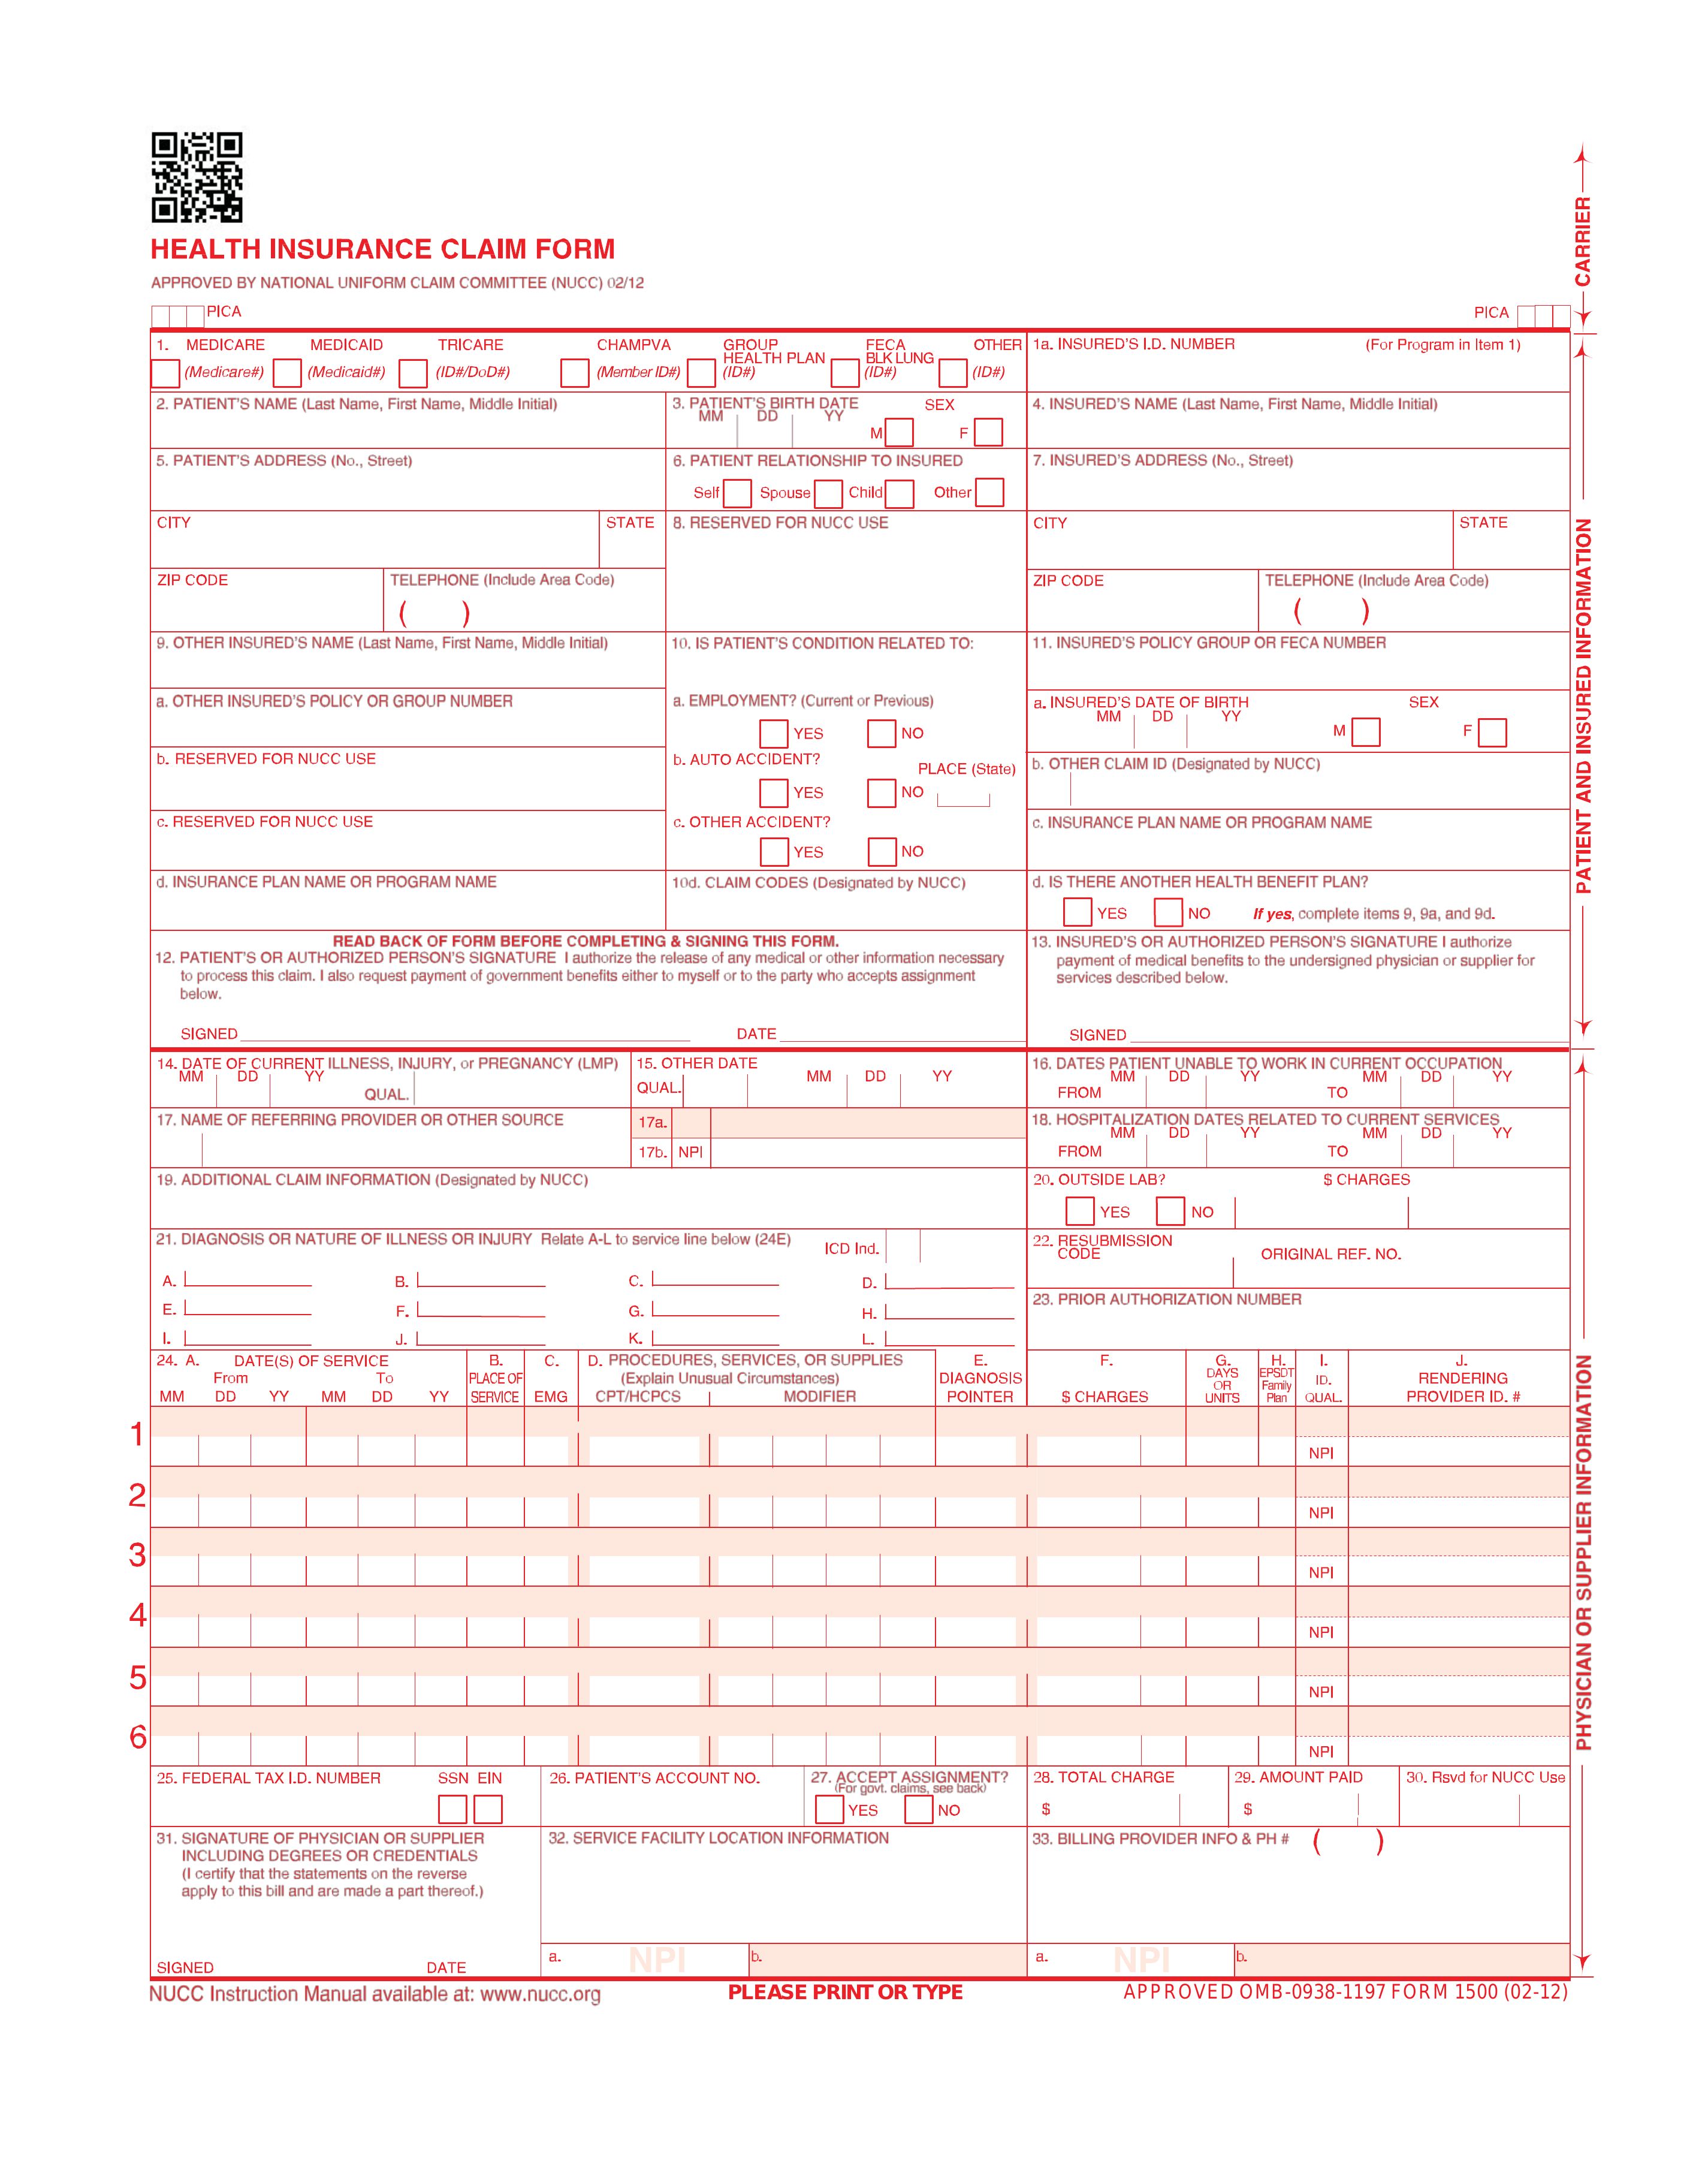 HEALTH INSURANCE CLAIM FORM
APPROVED BY NATIONAL UNIFORM CLAIM COMMITTEE (NUCC) 02/12
PICA
PICA
CARRIER
1. MEDICARE MEDICAID TRICARE CHAMPVA GROUP HEALTH PLAN FECA BLK LUNG OTHER
(Medicare#) (Medicaid#) (ID#/DoD#) (Member ID#) (ID#) (ID#) (ID#)
1a. INSURED'S I.D. NUMBER (For Program in Item 1)
2. PATIENT'S NAME (Last Name, First Name, Middle Initial)
3. PATIENT'S BIRTH DATE SEX
MM DD YY
M F
4. INSURED'S NAME (Last Name, First Name, Middle Initial)
5. PATIENT'S ADDRESS (No., Street)
6. PATIENT RELATIONSHIP TO INSURED
Self Spouse Child Other
7. INSURED'S ADDRESS (No., Street)
CITY STATE
8. RESERVED FOR NUCC USE
CITY STATE
ZIP CODE TELEPHONE (Include Area Code)
( )
ZIP CODE TELEPHONE (Include Area Code)
( )
9. OTHER INSURED'S NAME (Last Name, First Name, Middle Initial)
10. IS PATIENT'S CONDITION RELATED TO:
11. INSURED'S POLICY GROUP OR FECA NUMBER
a. OTHER INSURED'S POLICY OR GROUP NUMBER
a. EMPLOYMENT? (Current or Previous)
YES NO
a. INSURED'S DATE OF BIRTH SEX
MM DD YY
M F
b. RESERVED FOR NUCC USE
b. AUTO ACCIDENT?
PLACE (State)
YES NO
b. OTHER CLAIM ID (Designated by NUCC)
c. RESERVED FOR NUCC USE
c. OTHER ACCIDENT?
YES NO
c. INSURANCE PLAN NAME OR PROGRAM NAME
d. INSURANCE PLAN NAME OR PROGRAM NAME
10d. CLAIM CODES (Designated by NUCC)
d. IS THERE ANOTHER HEALTH BENEFIT PLAN?
YES NO If yes, complete items 9, 9a, and 9d.
PATIENT AND INSURED INFORMATION
READ BACK OF FORM BEFORE COMPLETING & SIGNING THIS FORM.
12. PATIENT'S OR AUTHORIZED PERSON'S SIGNATURE I authorize the release of any medical or other information necessary
to process this claim. I also request payment of government benefits either to myself or to the party who accepts assignment
below.
SIGNED DATE
13. INSURED'S OR AUTHORIZED PERSON'S SIGNATURE I authorize
payment of medical benefits to the undersigned physician or supplier for
services described below.
SIGNED
14. DATE OF CURRENT ILLNESS, INJURY, or PREGNANCY (LMP)
MM DD YY
QUAL.
15. OTHER DATE
QUAL. MM DD YY
16. DATES PATIENT UNABLE TO WORK IN CURRENT OCCUPATION
MM DD YY MM DD YY
FROM TO
17. NAME OF REFERRING PROVIDER OR OTHER SOURCE
17a.
17b. NPI
18. HOSPITALIZATION DATES RELATED TO CURRENT SERVICES
MM DD YY MM DD YY
FROM TO
19. ADDITIONAL CLAIM INFORMATION (Designated by NUCC)
20. OUTSIDE LAB? $ CHARGES
YES NO
21. DIAGNOSIS OR NATURE OF ILLNESS OR INJURY Relate A-L to service line below (24E)
ICD Ind.
A. B. C. D.
E. F. G. H.
I. J. K. L.
22. RESUBMISSION
CODE ORIGINAL REF. NO.
23. PRIOR AUTHORIZATION NUMBER
24. A. DATE(S) OF SERVICE
From To
MM DD YY MM DD YY
B.
PLACE OF
SERVICE
C.
EMG
D. PROCEDURES, SERVICES, OR SUPPLIES
(Explain Unusual Circumstances)
CPT/HCPCS MODIFIER
E.
DIAGNOSIS
POINTER
F.
$ CHARGES
G.
DAYS
OR
UNITS
H.
EPSDT
Family
Plan
I.
ID.
QUAL.
J.
RENDERING
PROVIDER ID. #
1
NPI
2
NPI
3
NPI
4
NPI
5
NPI
6
NPI
PHYSICIAN OR SUPPLIER INFORMATION
25. FEDERAL TAX I.D. NUMBER SSN EIN
26. PATIENT'S ACCOUNT NO.
27. ACCEPT ASSIGNMENT?
(For govt. claims, see back)
YES NO
28. TOTAL CHARGE
$
29. AMOUNT PAID
$
30. Rsvd for NUCC Use
31. SIGNATURE OF PHYSICIAN OR SUPPLIER
INCLUDING DEGREES OR CREDENTIALS
(I certify that the statements on the reverse
apply to this bill and are made a part thereof.)
SIGNED DATE
32. SERVICE FACILITY LOCATION INFORMATION
a. NPI b.
33. BILLING PROVIDER INFO & PH # ( )
a. NPI b.
NUCC Instruction Manual available at: www.nucc.org
PLEASE PRINT OR TYPE
APPROVED OMB-0938-1197 FORM 1500 (02-12)